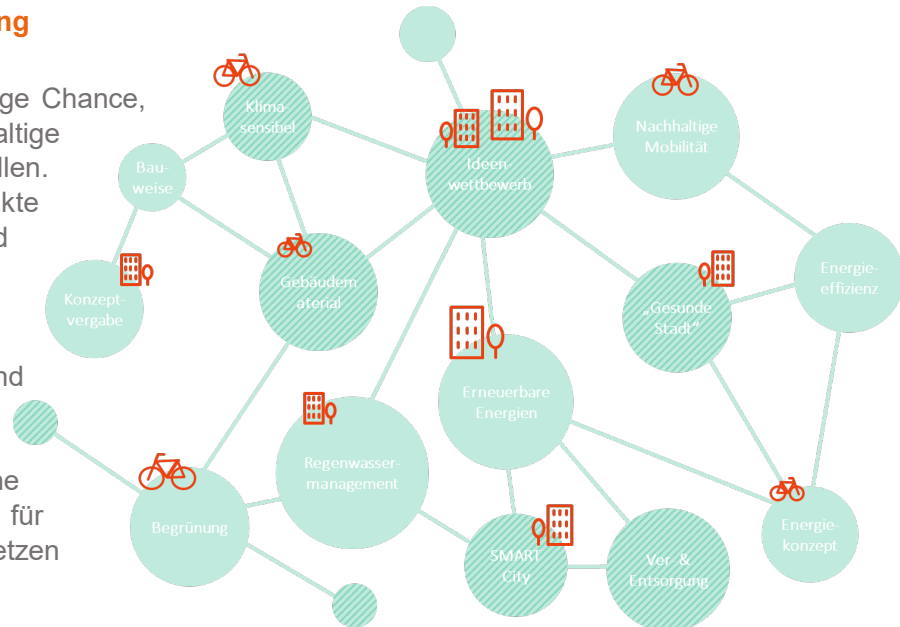 ng
ge Chance,
haltige
llen.
kte
d
nd
ne
für
etzen
Klima-
sensibel
Bau-
weise
Konzept-
vergabe
Gebäudem
aterial
Ideen
wettbewerb
Nachhaltige
Mobilität
Energie-
effizienz
„Gesunde
Stadt“
Erneuerbare
Energien
Regenwasser-
management
Begrünung
SMART
City
Ver- &
Entsorgung
Energie-
konzept